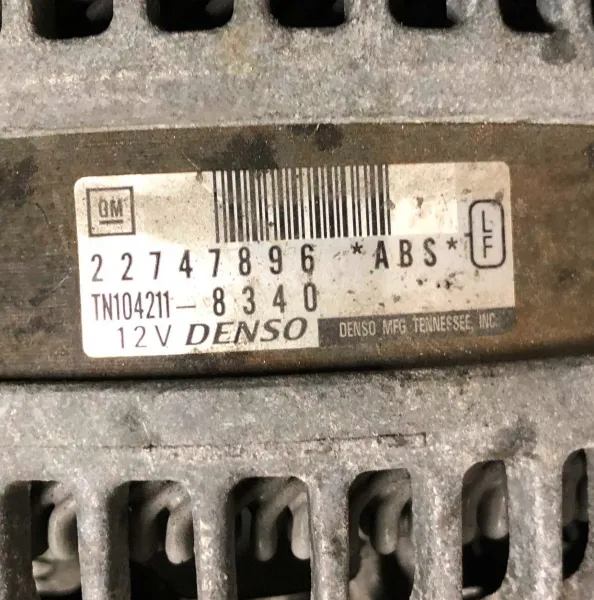 GM
22747896 *ABS* LF
TN104211-8340
12V DENSO DENSO MFG. TENNESSEE, INC.